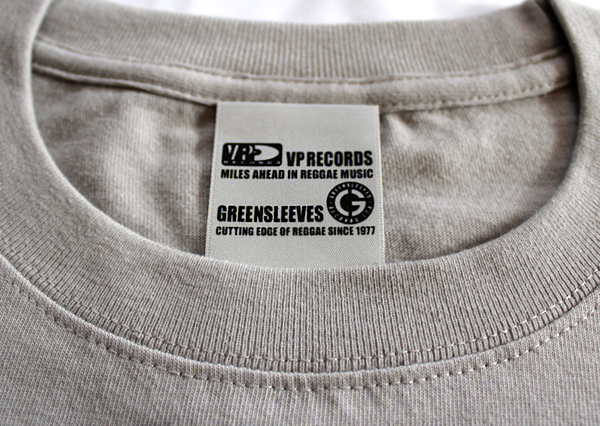 VP RECORDS
MILES AHEAD IN REGGAE MUSIC
GREENSLEEVES G
CUTTING EDGE OF REGGAE SINCE 1977